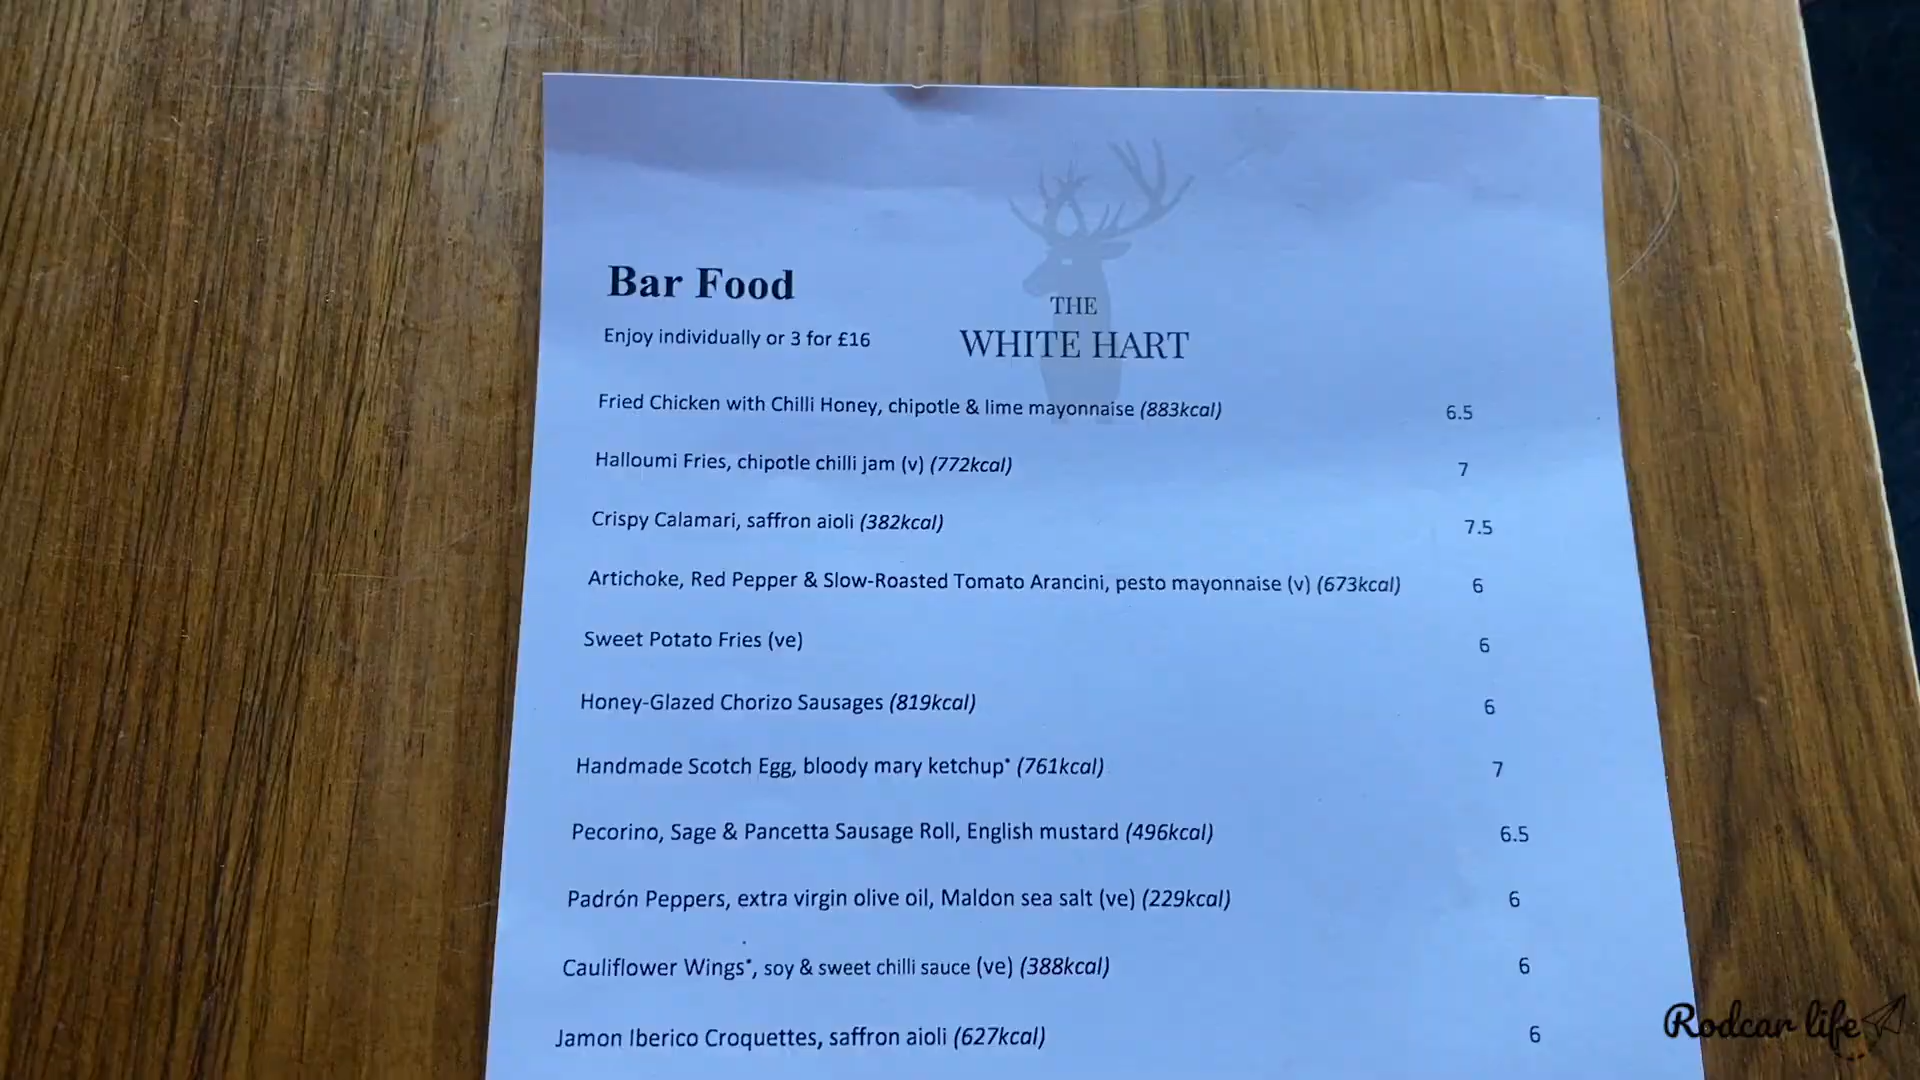 Bar Food
Enjoy individually or 3 for £16
THE
WHITE HART
Fried Chicken with Chilli Honey, chipotle & lime mayonnaise (883kcal) 6.5
Halloumi Fries, chipotle chilli jam (v) (772kcal) 7
Crispy Calamari, saffron aioli (382kcal) 7.5
Artichoke, Red Pepper & Slow-Roasted Tomato Arancini, pesto mayonnaise (v) (673kcal) 6
Sweet Potato Fries (ve) 6
Honey-Glazed Chorizo Sausages (819kcal) 6
Handmade Scotch Egg, bloody mary ketchup* (761kcal) 7
Pecorino, Sage & Pancetta Sausage Roll, English mustard (496kcal) 6.5
Padrón Peppers, extra virgin olive oil, Maldon sea salt (ve) (229kcal) 6
Cauliflower Wings*, soy & sweet chilli sauce (ve) (388kcal) 6
Jamon Iberico Croquettes, saffron aioli (627kcal) 6
Rodcar life